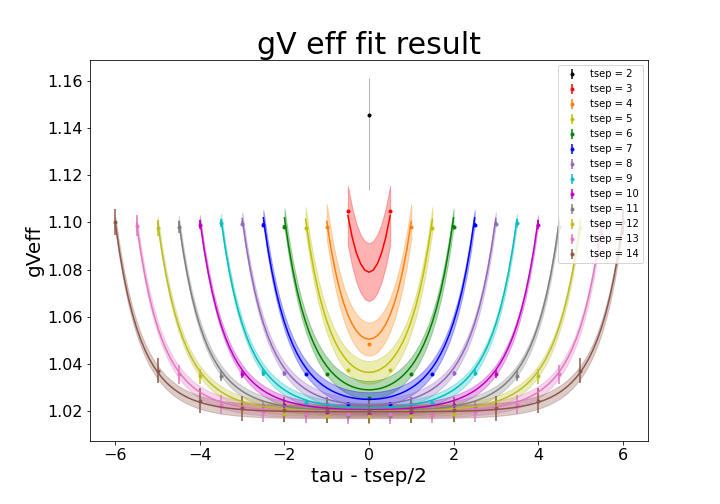 gV eff fit result
gVeff
1.16
1.14
1.12
1.10
1.08
1.06
1.04
1.02
−6
−4
−2
0
2
4
6
tau - tsep/2
tsep = 2
tsep = 3
tsep = 4
tsep = 5
tsep = 6
tsep = 7
tsep = 8
tsep = 9
tsep = 10
tsep = 11
tsep = 12
tsep = 13
tsep = 14